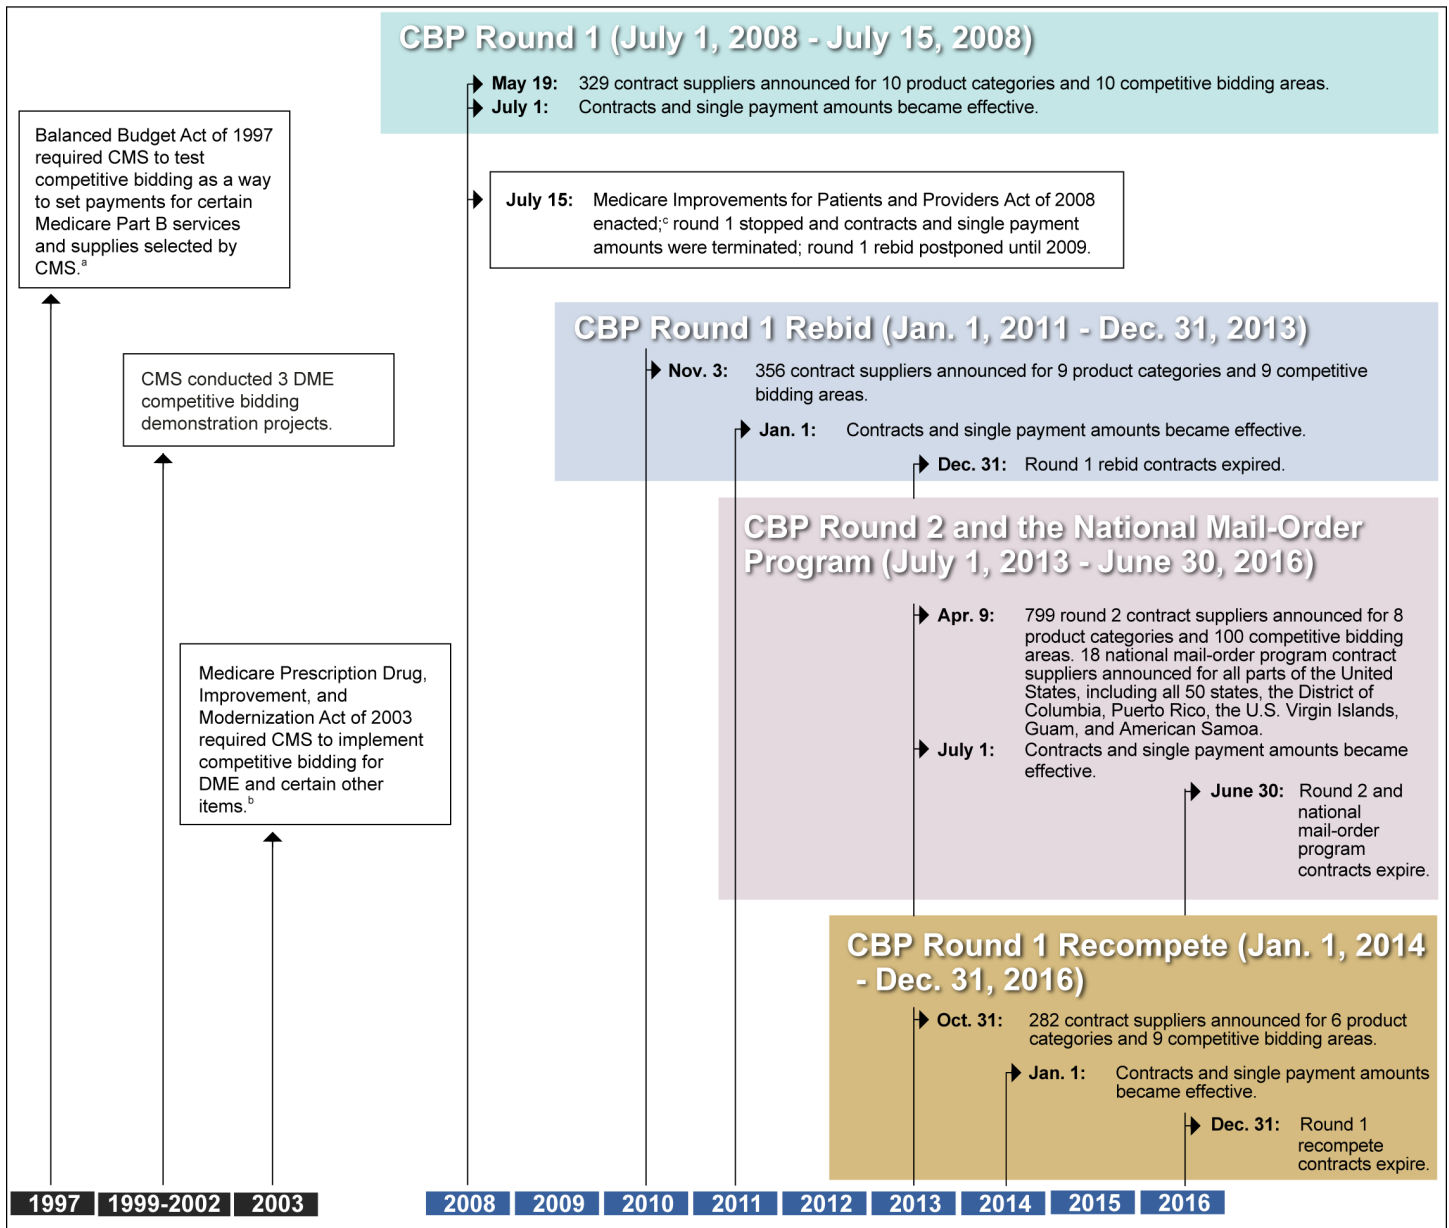 CBP Round 1 (July 1, 2008 - July 15, 2008)
May 19: 329 contract suppliers announced for 10 product categories and 10 competitive bidding areas.
July 1: Contracts and single payment amounts became effective.
Balanced Budget Act of 1997
required CMS to test
competitive bidding as a way
to set payments for certain
Medicare Part B services
and supplies selected by
CMS.a
July 15: Medicare Improvements for Patients and Providers Act of 2008
enacted;c round 1 stopped and contracts and single payment
amounts were terminated; round 1 rebid postponed until 2009.
CBP Round 1 Rebid (Jan. 1, 2011 - Dec. 31, 2013)
Nov. 3: 356 contract suppliers announced for 9 product categories and 9 competitive
bidding areas.
Jan. 1: Contracts and single payment amounts became effective.
Dec. 31: Round 1 rebid contracts expired.
CMS conducted 3 DME
competitive bidding
demonstration projects.
CBP Round 2 and the National Mail-Order
Program (July 1, 2013 - June 30, 2016)
Apr. 9: 799 round 2 contract suppliers announced for 8
product categories and 100 competitive bidding
areas. 18 national mail-order program contract
suppliers announced for all parts of the United
States, including all 50 states, the District of
Columbia, Puerto Rico, the U.S. Virgin Islands,
Guam, and American Samoa.
July 1: Contracts and single payment amounts became
effective.
June 30: Round 2 and
national
mail-order
program
contracts expire.
Medicare Prescription Drug,
Improvement, and
Modernization Act of 2003
required CMS to implement
competitive bidding for
DME and certain other
items.b
CBP Round 1 Recompete (Jan. 1, 2014
- Dec. 31, 2016)
Oct. 31: 282 contract suppliers announced for 6 product
categories and 9 competitive bidding areas.
Jan. 1: Contracts and single payment amounts
became effective.
Dec. 31: Round 1
recompete
contracts expire.
1997 1999-2002 2003 2008 2009 2010 2011 2012 2013 2014 2015 2016